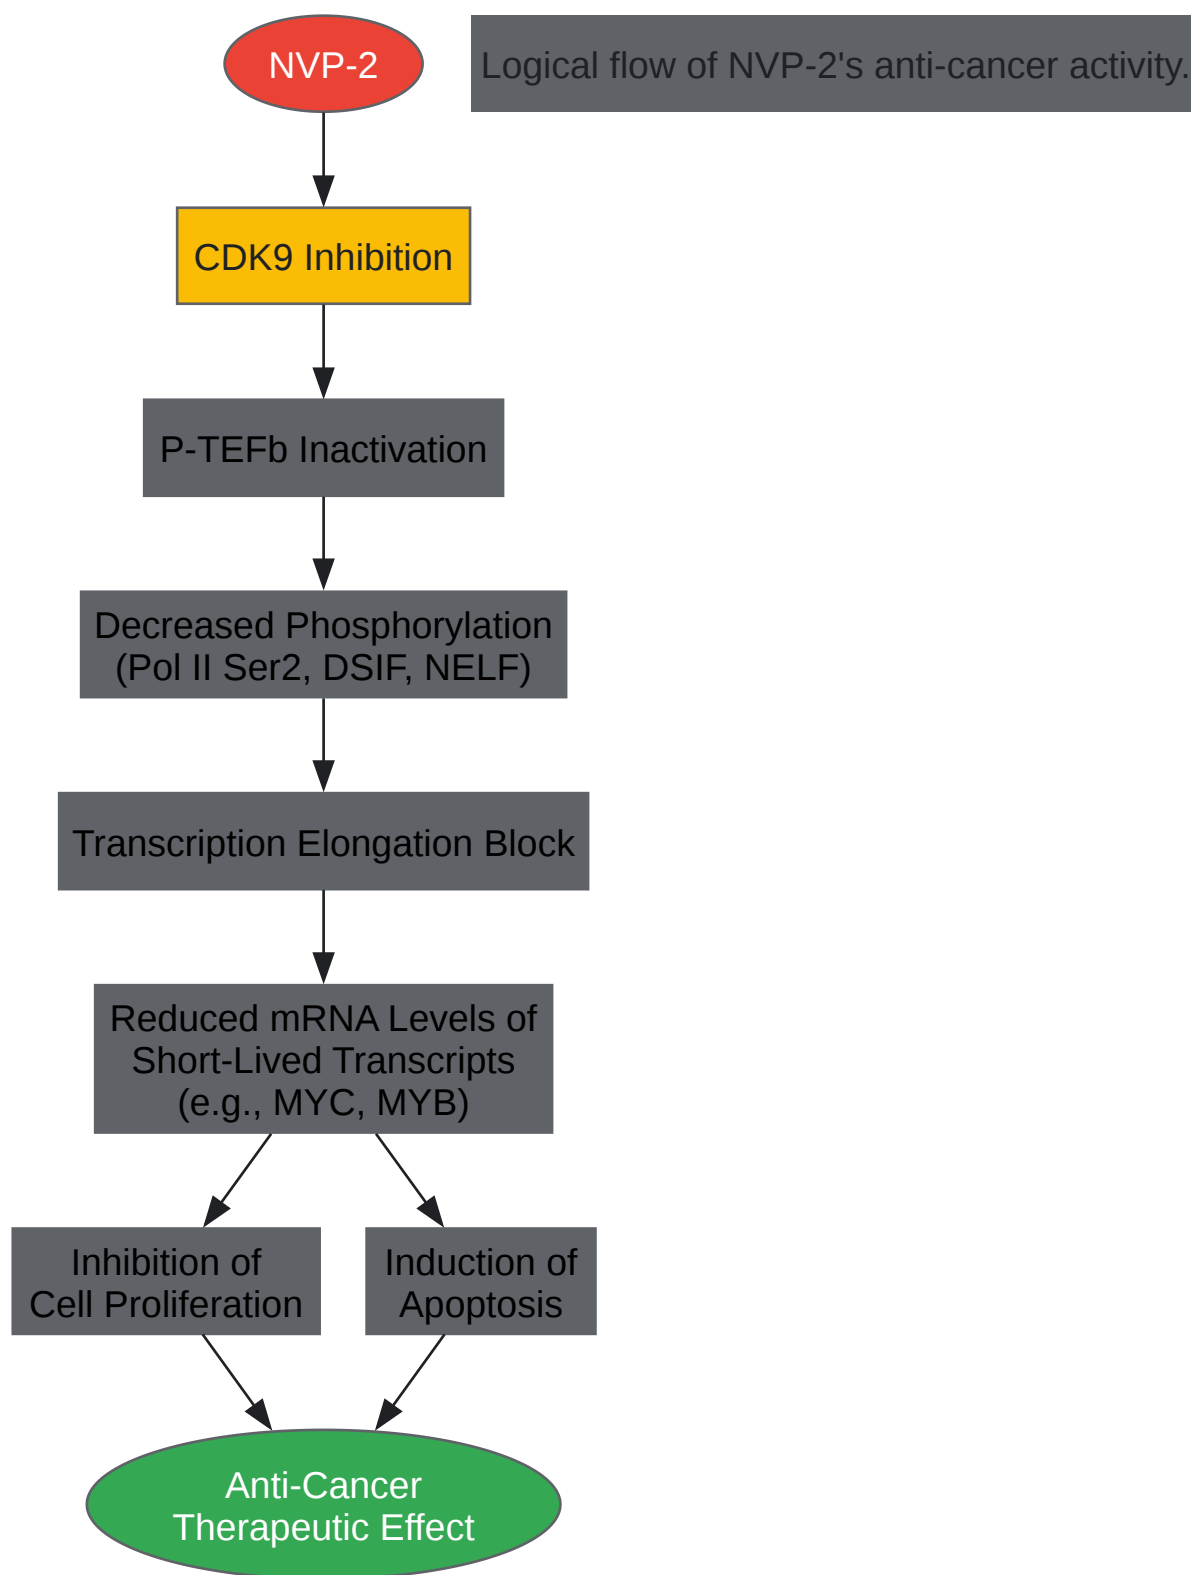 NVP-2
Logical flow of NVP-2's anti-cancer activity.
CDK9 Inhibition
P-TEFb Inactivation
Decreased Phosphorylation
(Pol II Ser2, DSIF, NELF)
Transcription Elongation Block
Reduced mRNA Levels of
Short-Lived Transcripts
(e.g., MYC, MYB)
Inhibition of
Cell Proliferation
Induction of
Apoptosis
Anti-Cancer
Therapeutic Effect